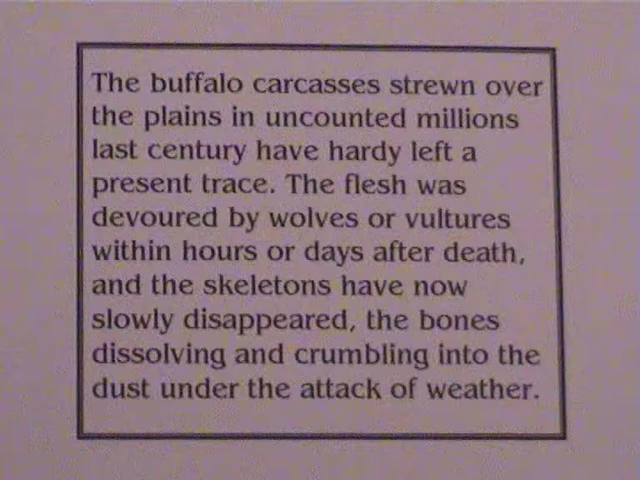 The buffalo carcasses strewn over
the plains in uncounted millions
last century have hardy left a
present trace. The flesh was
devoured by wolves or vultures
within hours or days after death,
and the skeletons have now
slowly disappeared, the bones
dissolving and crumbling into the
dust under the attack of weather.